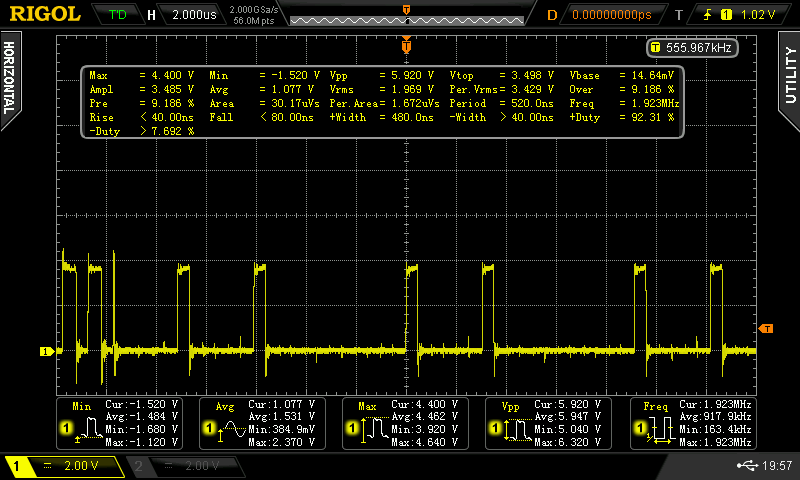 RIGOL T'D H 2.000us 2.000GSa/s 56.0M pts D 0.00000000ps T 1 1.02 V
HORIZONTAL
UTILITY
T 555.967kHz
Max = 4.400 V Min = -1.520 V Vpp = 5.920 V Vtop = 3.498 V Vbase = 14.64mV
Ampl = 3.485 V Avg = 1.077 V Vrms = 1.969 V Per.Vrms= 3.429 V Over = 9.186 %
Pre = 9.186 % Area = 30.17uVs Per.Area= 1.672uVs Period = 520.0ns Freq = 1.923MHz
Rise < 40.00ns Fall < 80.00ns +Width = 480.0ns -Width > 40.00ns +Duty = 92.31 %
-Duty > 7.692 %
T
1
T
Min Cur:-1.520 V
Avg:-1.484 V
1 Min:-1.680 V
Max:-1.120 V
Avg Cur:1.077 V
Avg:1.531 V
1 Min:384.9mV
Max:2.370 V
Max Cur:4.400 V
Avg:4.462 V
1 Min:3.920 V
Max:4.640 V
Vpp Cur:5.920 V
Avg:5.947 V
1 Min:5.040 V
Max:6.320 V
Freq Cur:1.923MHz
Avg:917.9kHz
1 Min:163.4kHz
Max:1.923MHz
1 2.00 V 2 2.00 V 19:57